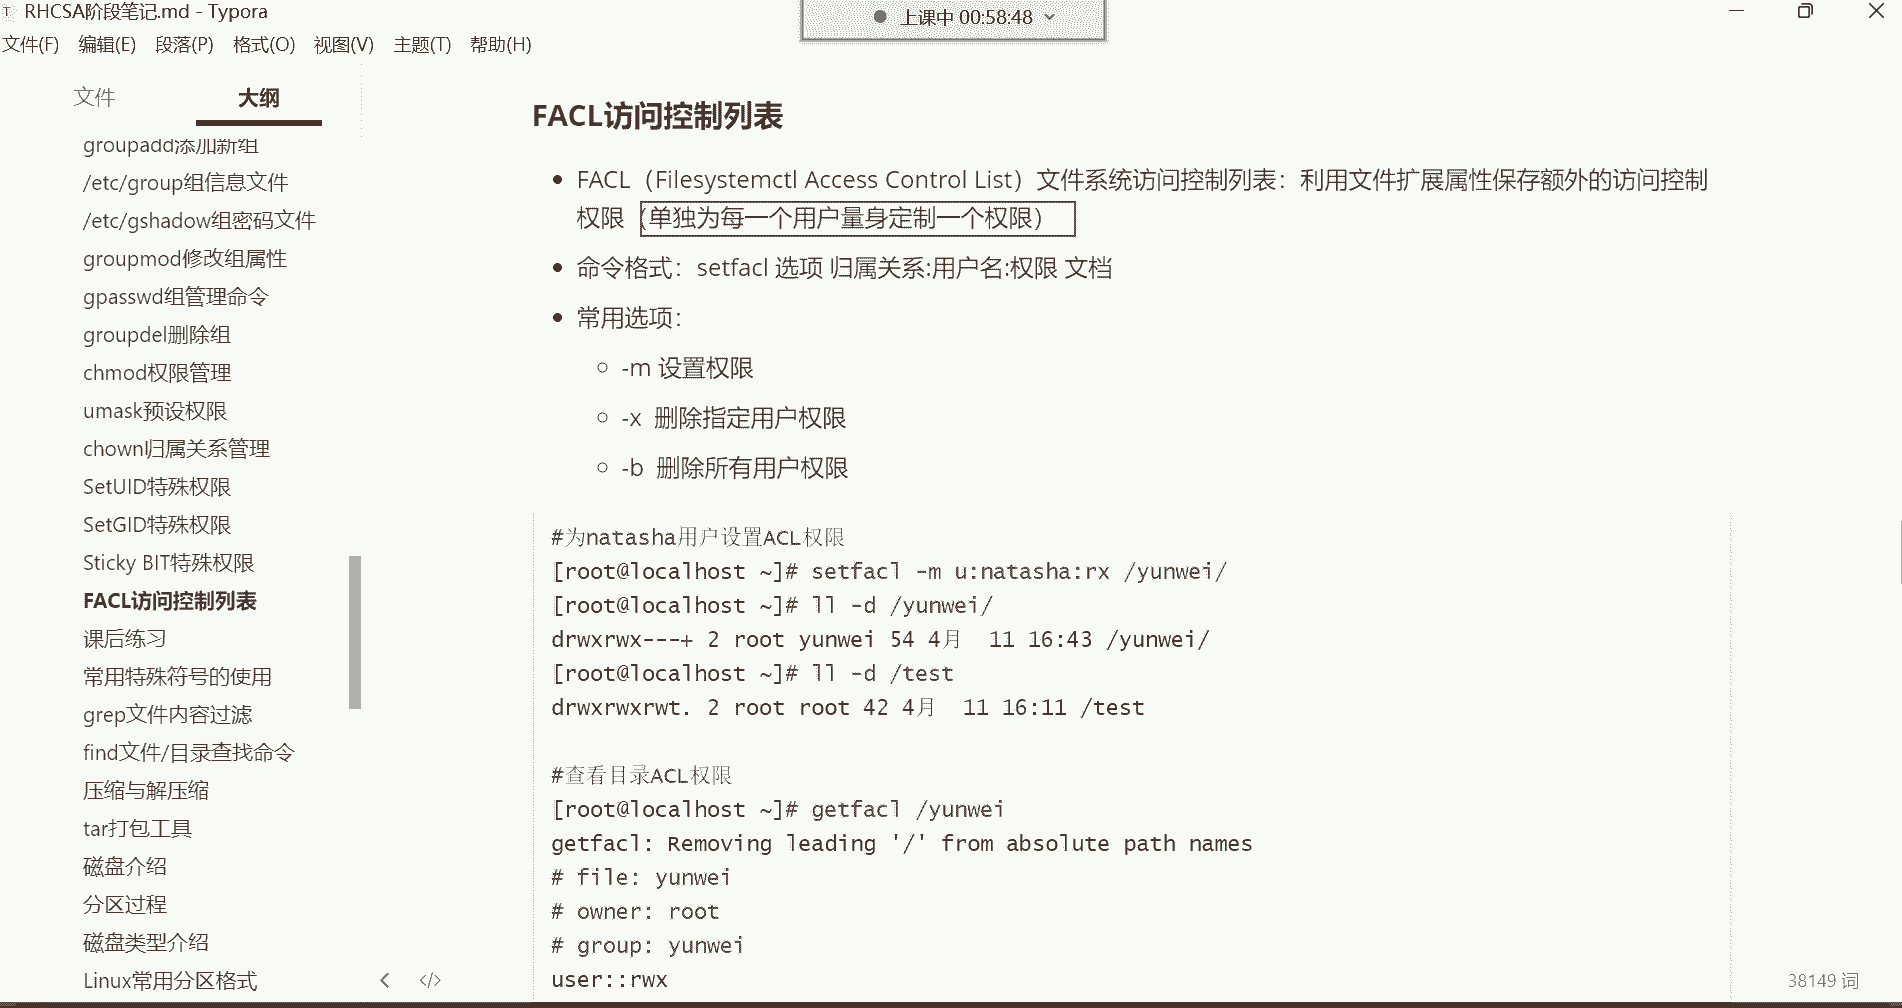 RHCSA阶段笔记.md - Typora
上课中 00:58:48
文件(F) 编辑(E) 段落(P) 格式(O) 视图(V) 主题(T) 帮助(H)
文件 大纲
groupadd添加新组
/etc/group组信息文件
/etc/gshadow组密码文件
groupmod修改组属性
gpasswd组管理命令
groupdel删除组
chmod权限管理
umask预设权限
chown归属关系管理
SetUID特殊权限
SetGID特殊权限
Sticky BIT特殊权限
FACL访问控制列表
课后练习
常用特殊符号的使用
grep文件内容过滤
find文件/目录查找命令
压缩与解压缩
tar打包工具
磁盘介绍
分区过程
磁盘类型介绍
Linux常用分区格式
FACL访问控制列表
FACL（Filesystemctl Access Control List）文件系统访问控制列表：利用文件扩展属性保存额外的访问控制
权限（单独为每一个用户量身定制一个权限）
命令格式：setfacl 选项 归属关系:用户名:权限 文档
常用选项：
-m 设置权限
-x 删除指定用户权限
-b 删除所有用户权限
#为natasha用户设置ACL权限
[root@localhost ~]# setfacl -m u:natasha:rx /yunwei/
[root@localhost ~]# ll -d /yunwei/
drwxrwx---+ 2 root yunwei 54 4月  11 16:43 /yunwei/
[root@localhost ~]# ll -d /test
drwxrwxrwt. 2 root root 42 4月  11 16:11 /test
#查看目录ACL权限
[root@localhost ~]# getfacl /yunwei
getfacl: Removing leading '/' from absolute path names
# file: yunwei
# owner: root
# group: yunwei
user::rwx
38149 词